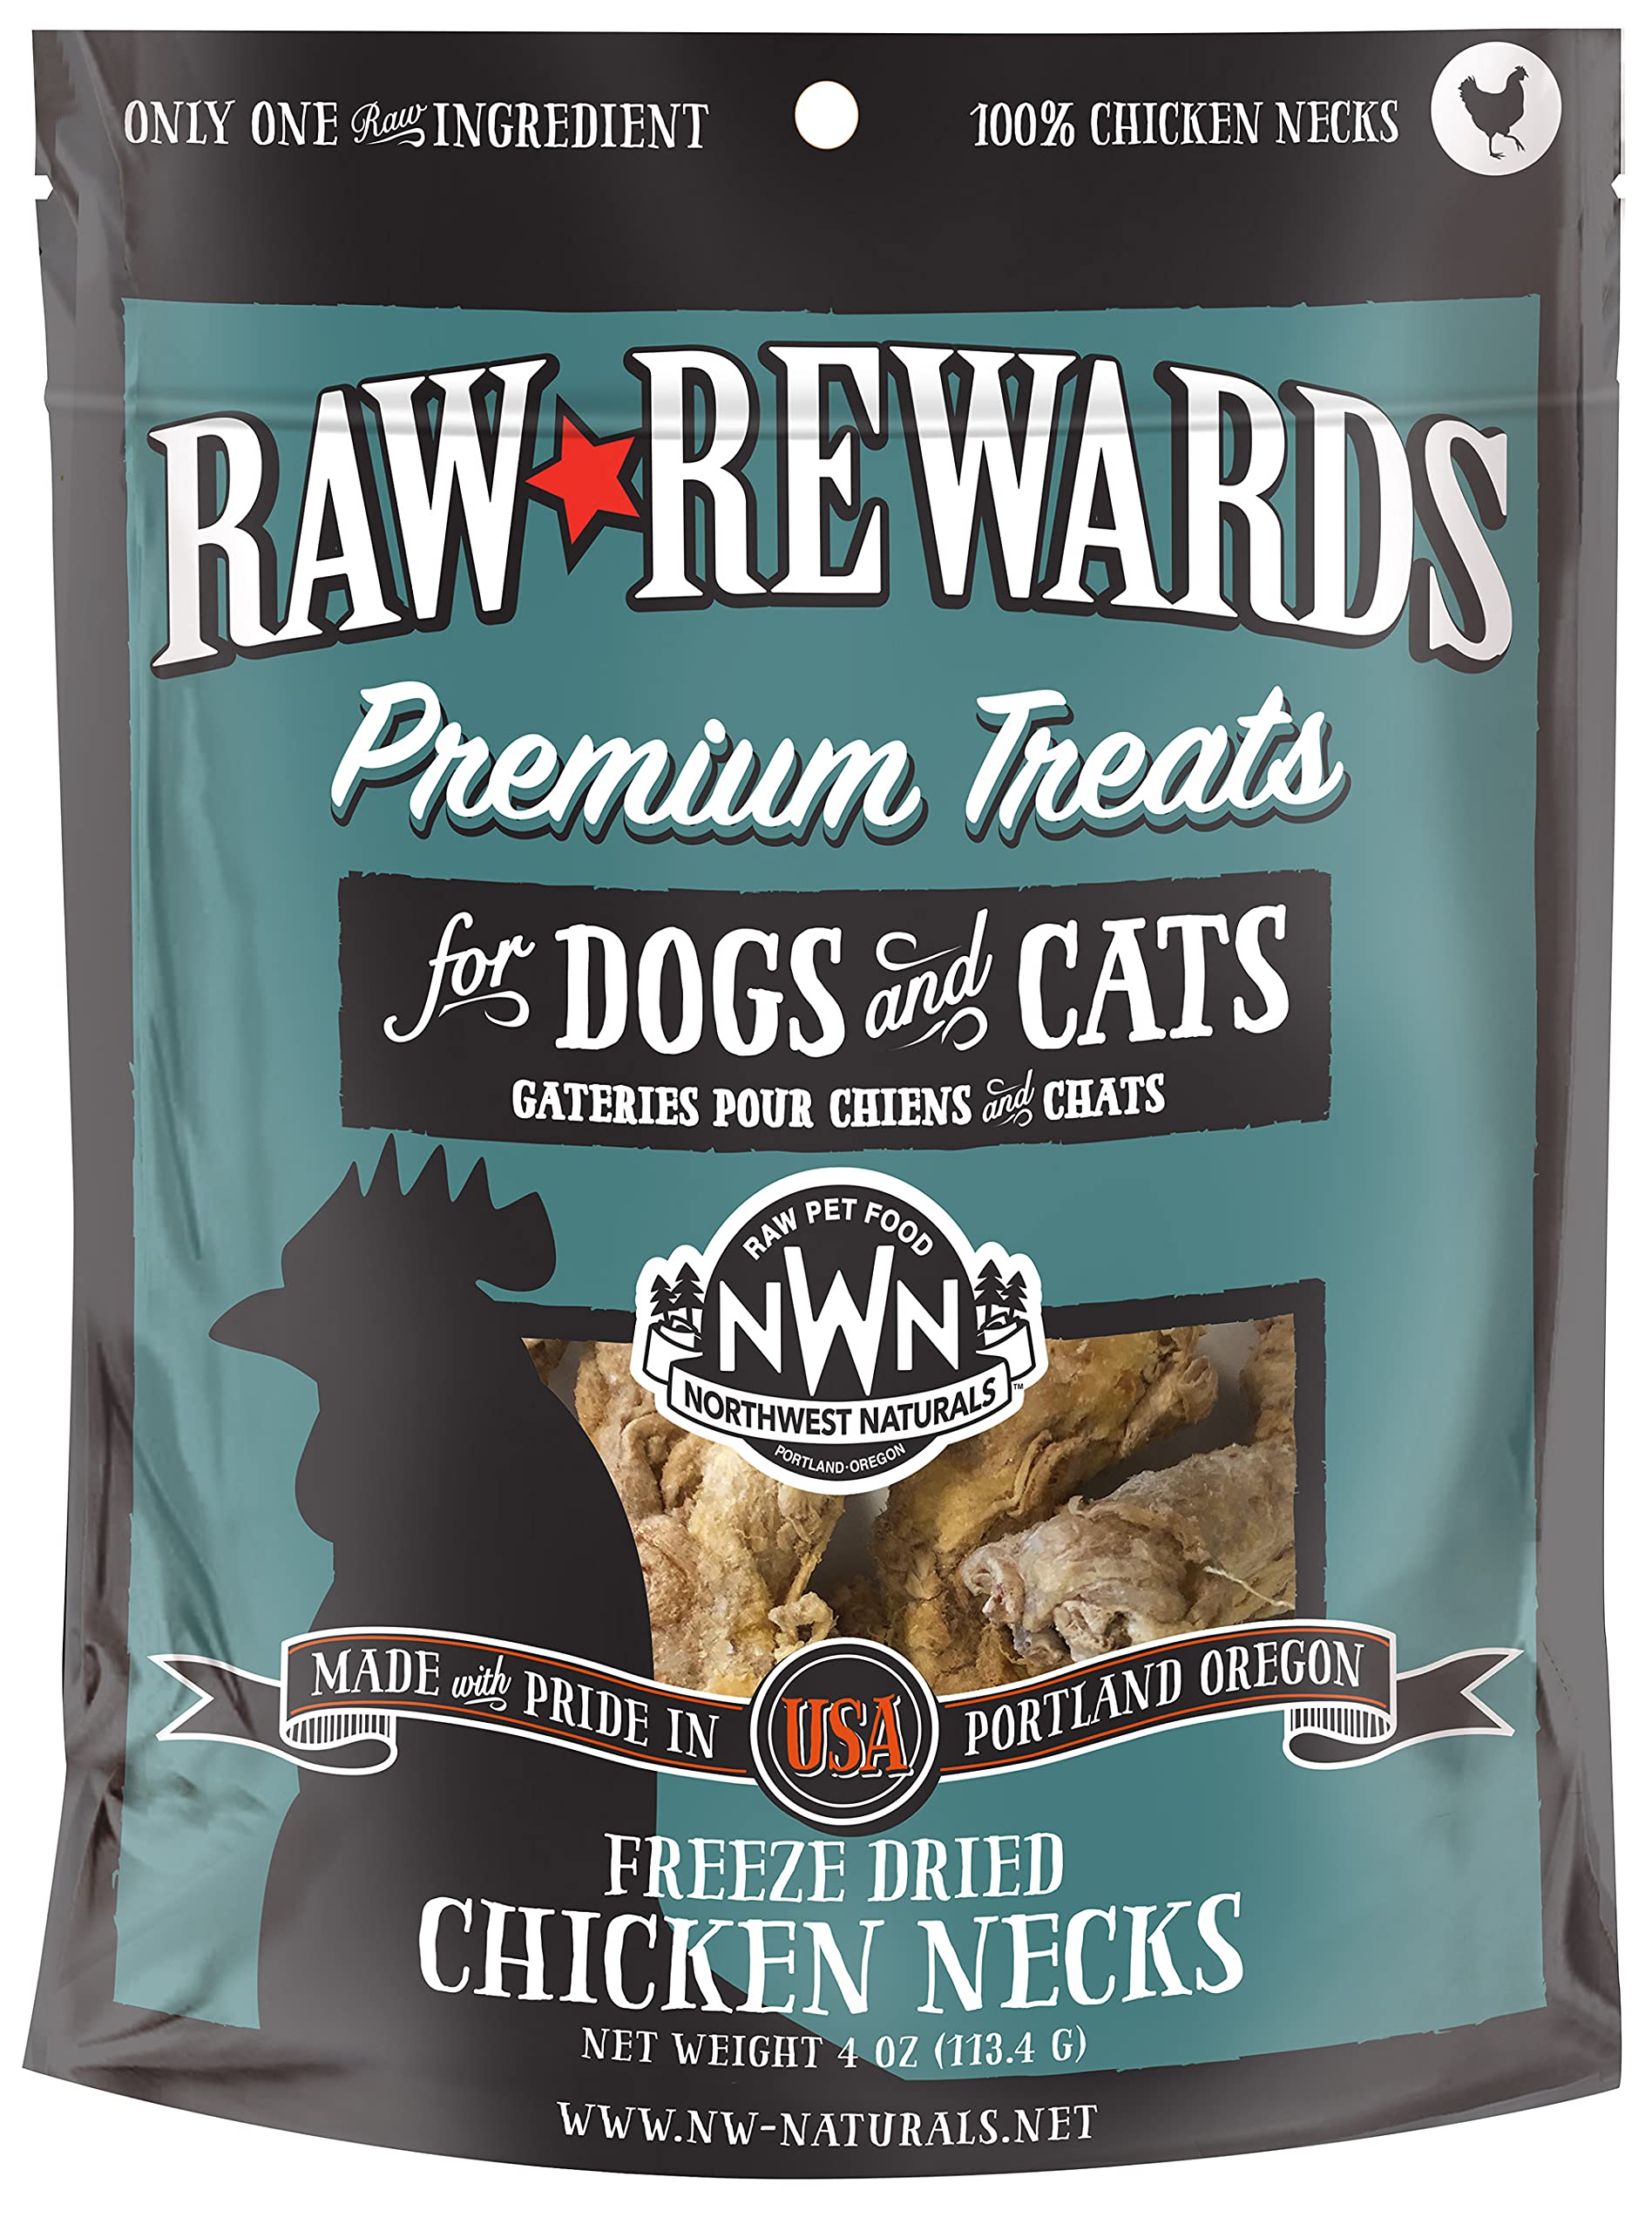 ONLY ONE Raw INGREDIENT
100% CHICKEN NECKS
RAW REWARDS
Premium Treats
for DOGS and CATS
GATERIES POUR CHIENS and CHATS
RAW PET FOOD
NWN
NORTHWEST NATURALS™
PORTLAND·OREGON
MADE with PRIDE IN USA PORTLAND OREGON
FREEZE DRIED
CHICKEN NECKS
NET WEIGHT 4 OZ (113.4 G)
WWW.NW-NATURALS.NET